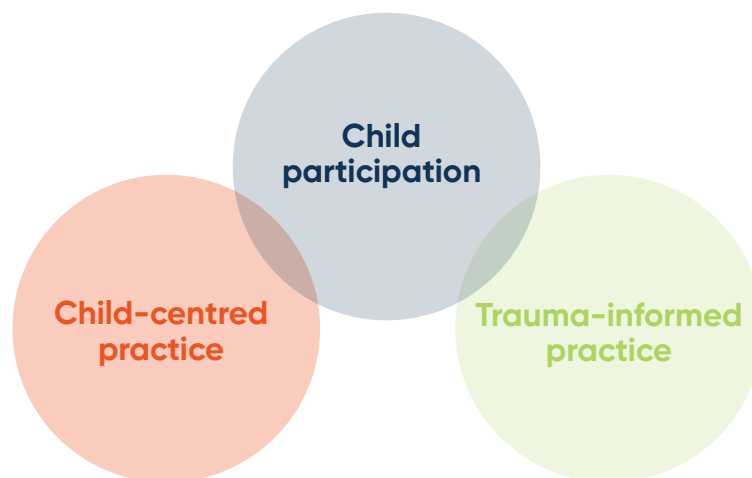 Child
participation
Child-centred
practice
Trauma-informed
practice